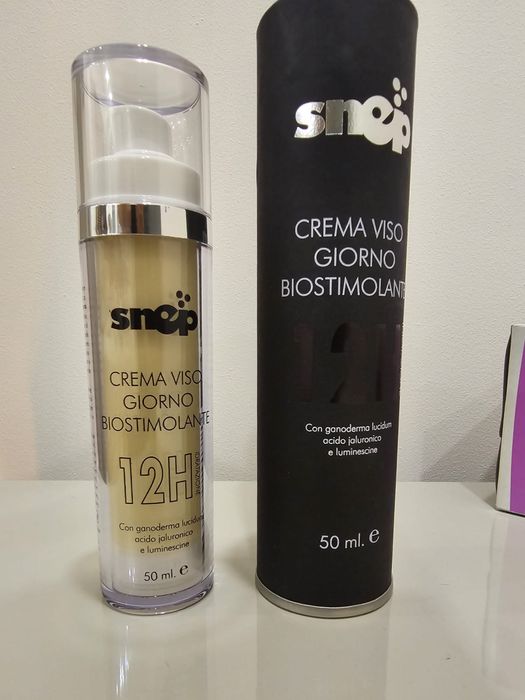 snep
CREMA VISO
GIORNO
BIOSTIMOLANTE
12H
Con ganoderma lucidum
acido jaluronico
e luminescine
50 ml. e
snep
CREMA VISO
GIORNO
BIOSTIMOLANTE
12H
Con ganoderma lucidum
acido jaluronico
e luminescine
50 ml. e